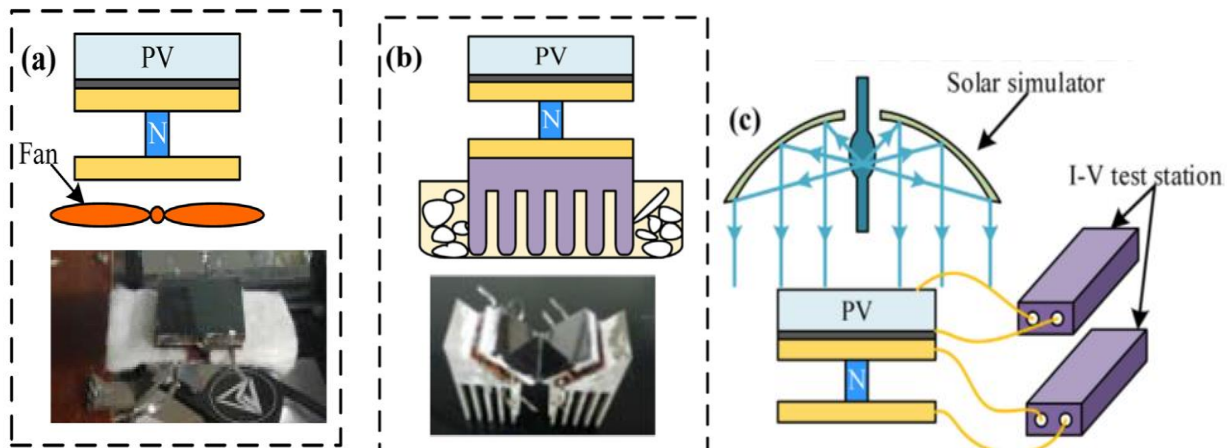 (a)
PV
N
Fan
(b)
PV
N
(c)
Solar simulator
I-V test station
PV
N